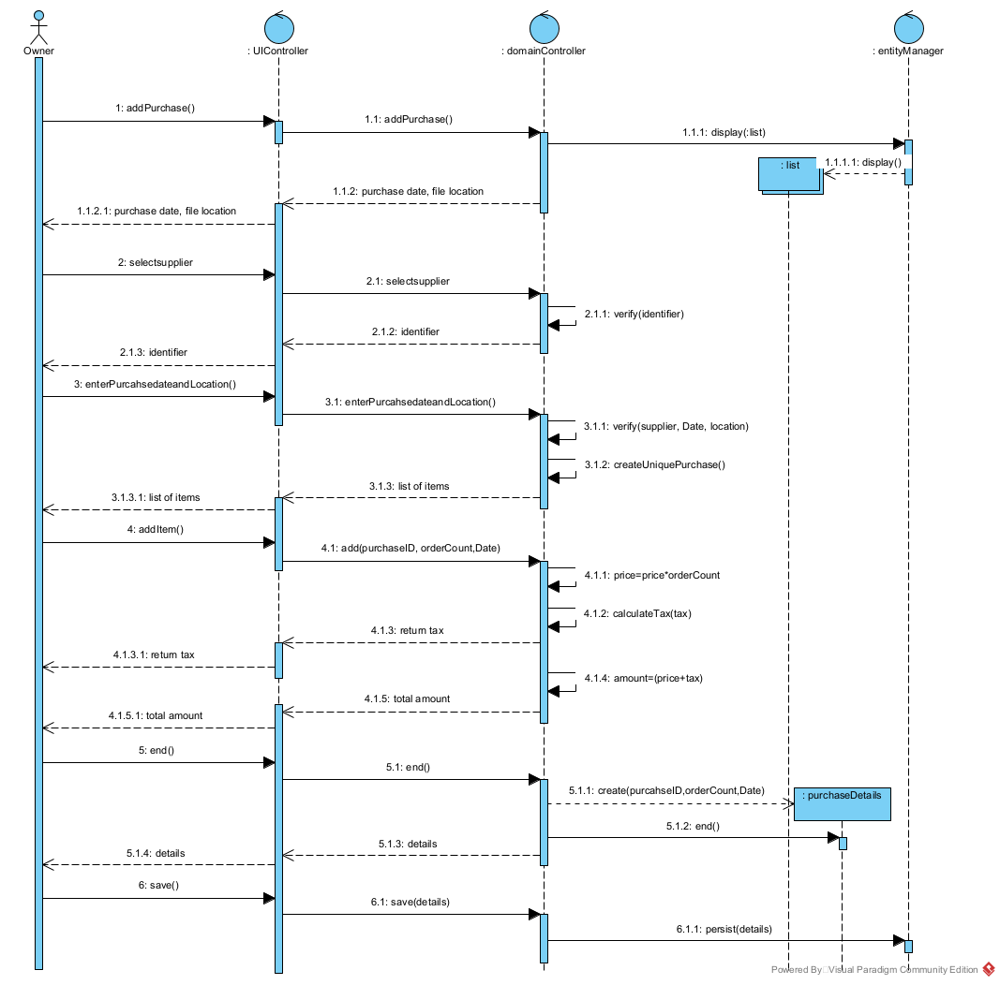 Owner
: UIController
: domainController
: entityManager
1: addPurchase()
1.1: addPurchase()
1.1.1: display(:list)
: list
1.1.1.1: display()
1.1.2: purchase date, file location
1.1.2.1: purchase date, file location
2: selectsupplier
2.1: selectsupplier
2.1.1: verify(identifier)
2.1.2: identifier
2.1.3: identifier
3: enterPurcahsedateandLocation()
3.1: enterPurcahsedateandLocation()
3.1.1: verify(supplier, Date, location)
3.1.2: createUniquePurchase()
3.1.3: list of items
3.1.3.1: list of items
4: addItem()
4.1: add(purchaseID, orderCount,Date)
4.1.1: price=price*orderCount
4.1.2: calculateTax(tax)
4.1.3: return tax
4.1.3.1: return tax
4.1.4: amount=(price+tax)
4.1.5: total amount
4.1.5.1: total amount
5: end()
5.1: end()
5.1.1: create(purcahseID,orderCount,Date)
: purchaseDetails
5.1.2: end()
5.1.3: details
5.1.4: details
6: save()
6.1: save(details)
6.1.1: persist(details)
Powered By Visual Paradigm Community Edition